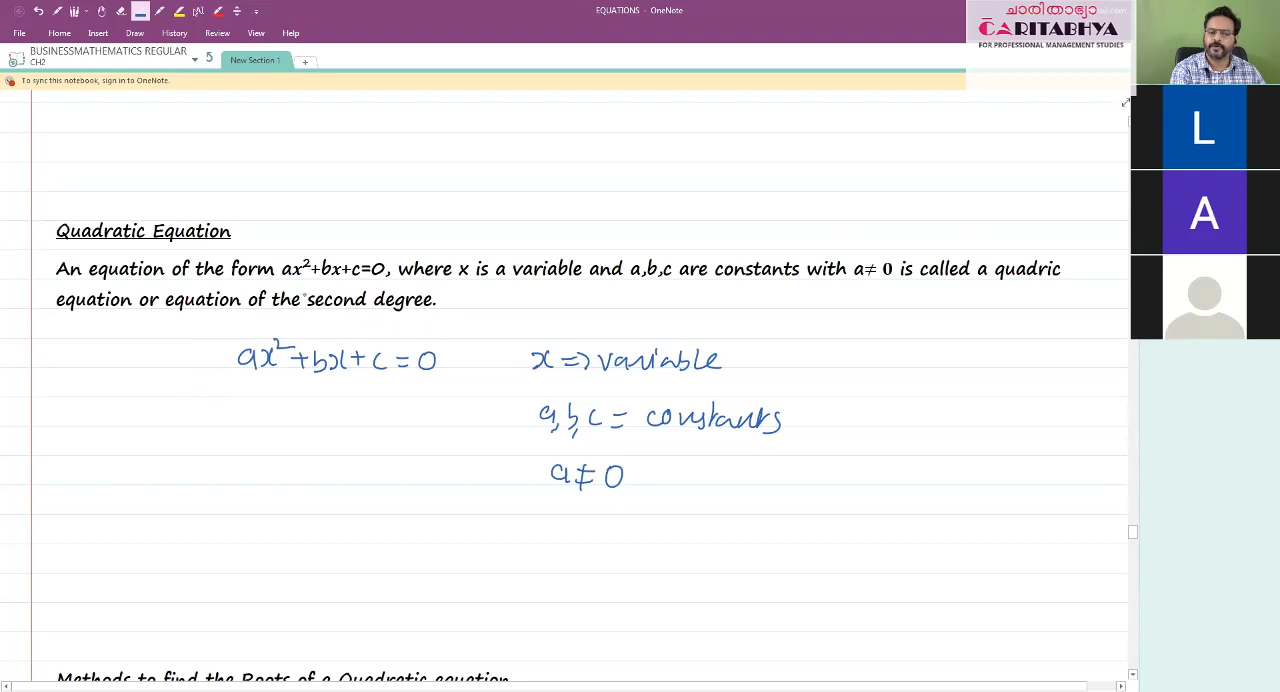 EQUATIONS - OneNote
File Home Insert Draw History Review View Help
BUSINESSMATHEMATICS REGULAR
CH2
New Section 1
To sync this notebook, sign in to OneNote.
ചാരിതാഭ്യാ
CARITABHYA
FOR PROFESSIONAL MANAGEMENT STUDIES
L
A
Quadratic Equation
An equation of the form ax²+bx+c=0, where x is a variable and a,b,c are constants with a≠ 0 is called a quadric
equation or equation of the second degree.
ax²+bx+c=0 x => variable
a, b, c = constants
a ≠ 0
Methods to find the Roots of a Quadratic equation